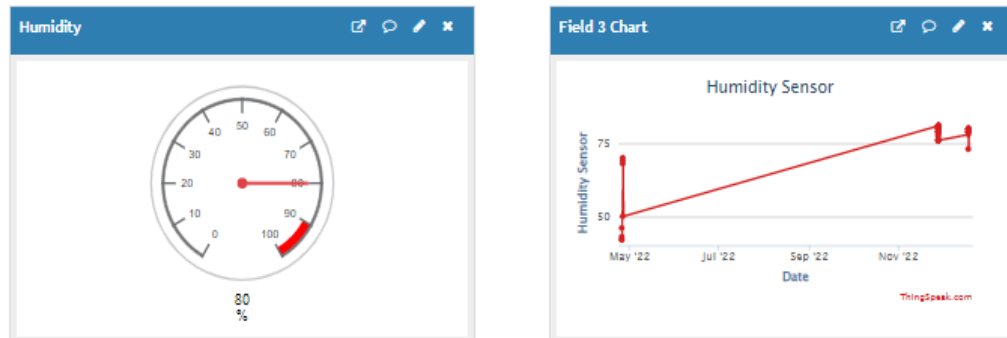 Humidity
0
10
20
30
40
50
60
70
80
90
100
80
%
Field 3 Chart
Humidity Sensor
Humidity Sensor
75
50
May '22
Jul '22
Sep '22
Nov '22
Date
ThingSpeak.com